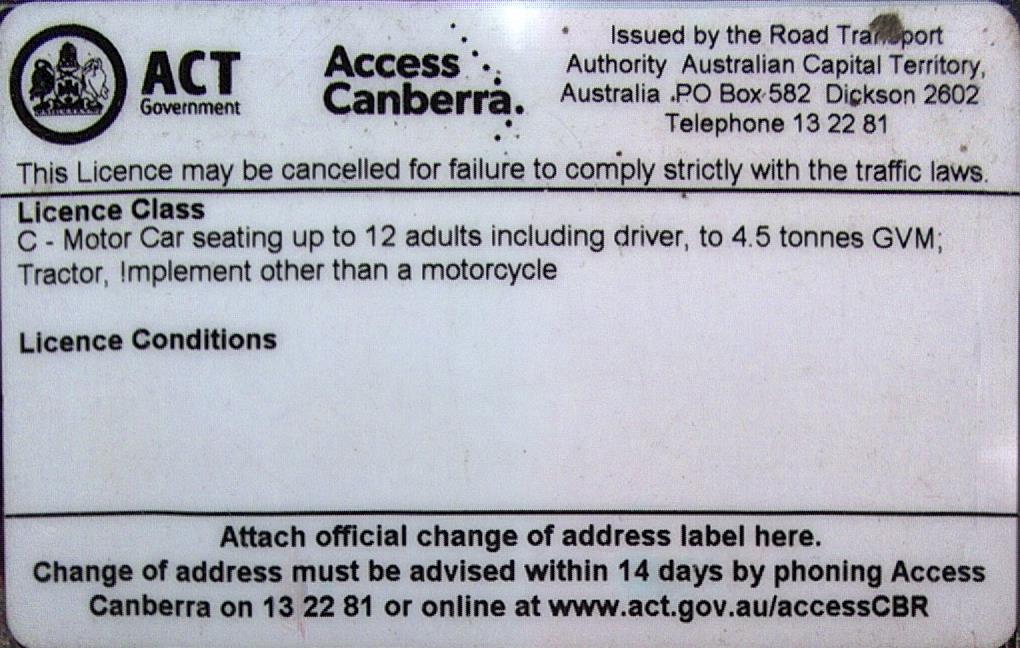 ACT
Government
Access
Canberra.
Issued by the Road Transport
Authority Australian Capital Territory,
Australia .PO Box 582 Dickson 2602
Telephone 13 22 81
This Licence may be cancelled for failure to comply strictly with the traffic laws.
Licence Class
C - Motor Car seating up to 12 adults including driver, to 4.5 tonnes GVM;
Tractor, Implement other than a motorcycle
Licence Conditions
Attach official change of address label here.
Change of address must be advised within 14 days by phoning Access
Canberra on 13 22 81 or online at www.act.gov.au/accessCBR